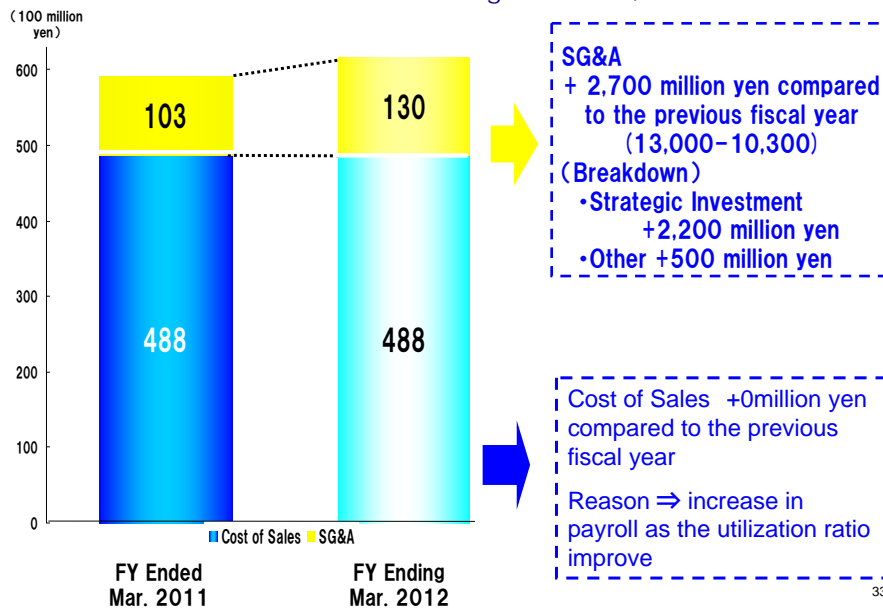 (100 million
yen)
600
500
400
300
200
100
0
103
130
488
488
Cost of Sales SG&A
FY Ended
Mar. 2011
FY Ending
Mar. 2012
SG&A
+ 2,700 million yen compared
to the previous fiscal year
(13,000-10,300)
(Breakdown)
・Strategic Investment
+2,200 million yen
・Other +500 million yen
Cost of Sales +0million yen
compared to the previous
fiscal year
Reason ⇒ increase in
payroll as the utilization ratio
improve
33